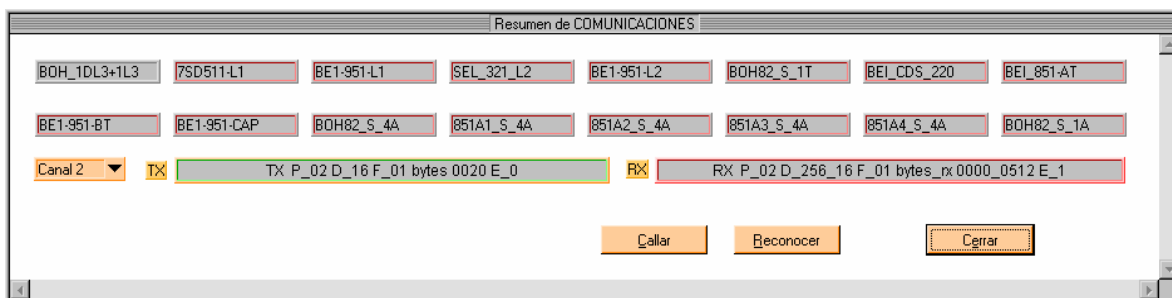 Resumen de COMUNICACIONES
BOH_1DL3+1L3 7SD511-L1 BE1-951-L1 SEL_321_L2 BE1-951-L2 BOH82_S_1T BEI_CDS_220 BEI_851-AT
BE1-951-BT BE1-951-CAP BOH82_S_4A 851A1_S_4A 851A2_S_4A 851A3_S_4A 851A4_S_4A BOH82_S_1A
Canal 2 TX TX P_02 D_16 F_01 bytes 0020 E_0 RX RX P_02 D_256_16 F_01 bytes_rx 0000_0512 E_1
Callar Reconocer Cerrar